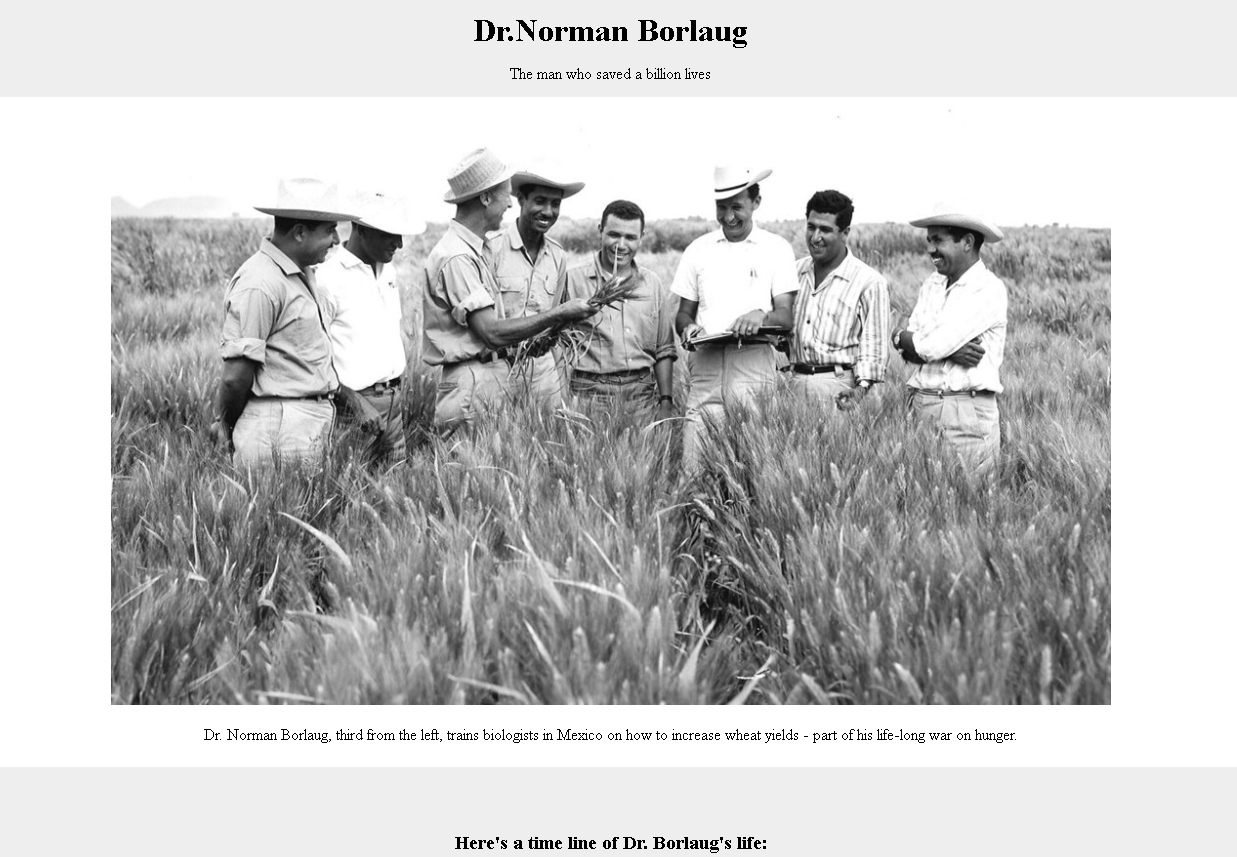 Dr.Norman Borlaug
The man who saved a billion lives
Dr. Norman Borlaug, third from the left, trains biologists in Mexico on how to increase wheat yields - part of his life-long war on hunger.
Here's a time line of Dr. Borlaug's life: